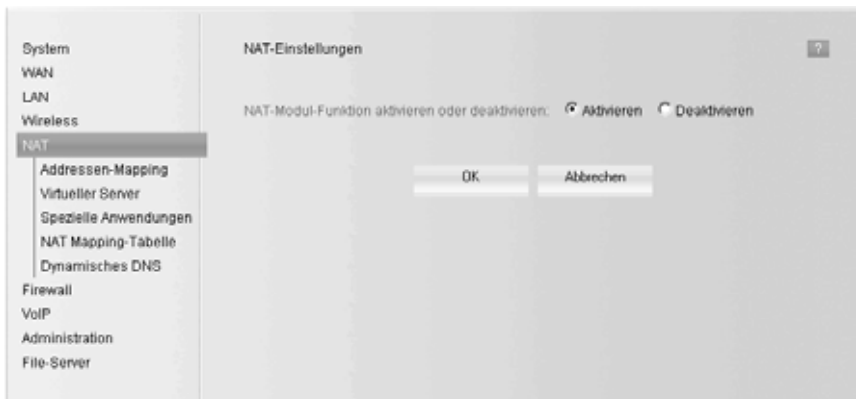 System
WAN
LAN
Wireless
NAT
Addressen-Mapping
Virtueller Server
Spezielle Anwendungen
NAT Mapping-Tabelle
Dynamisches DNS
Firewall
VoIP
Administration
File-Server
NAT-Einstellungen
?
NAT-Modul-Funktion aktivieren oder deaktivieren: Aktivieren Deaktivieren
OK Abbrechen